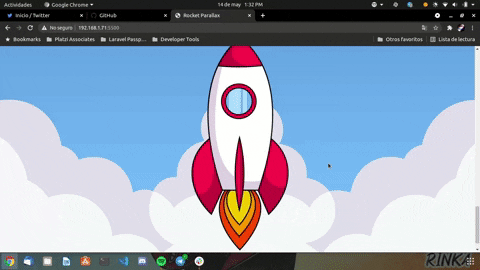 Actividades
Google Chrome
14 de may  1:32 PM
Inicio / Twitter
GitHub
Rocket Parallax
No seguro
192.168.1.71:5500
Bookmarks
Platzi Associates
Laravel Passp...
Developer Tools
Otros favoritos
Lista de lectura
RINKA